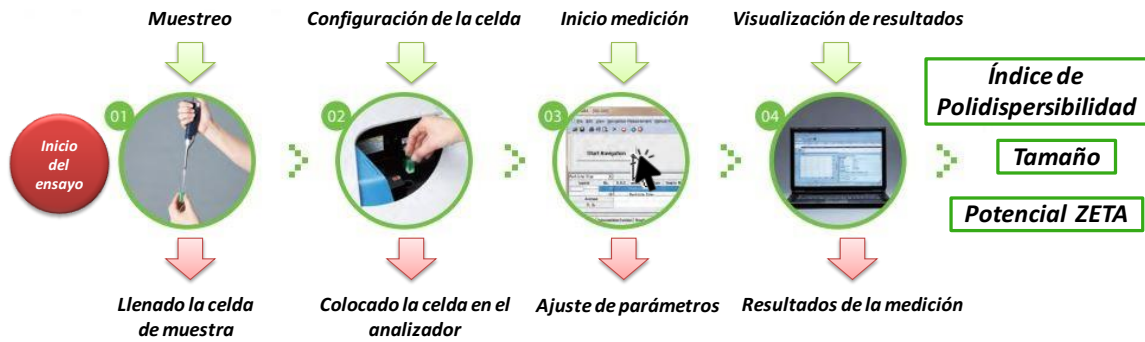 Muestreo
Configuración de la celda
Inicio medición
Visualización de resultados
Inicio
del
ensayo
01
02
03
04
Start Navigation
Índice de
Polidispersibilidad
Tamaño
Potencial ZETA
Llenado la celda
de muestra
Colocado la celda en el
analizador
Ajuste de parámetros
Resultados de la medición